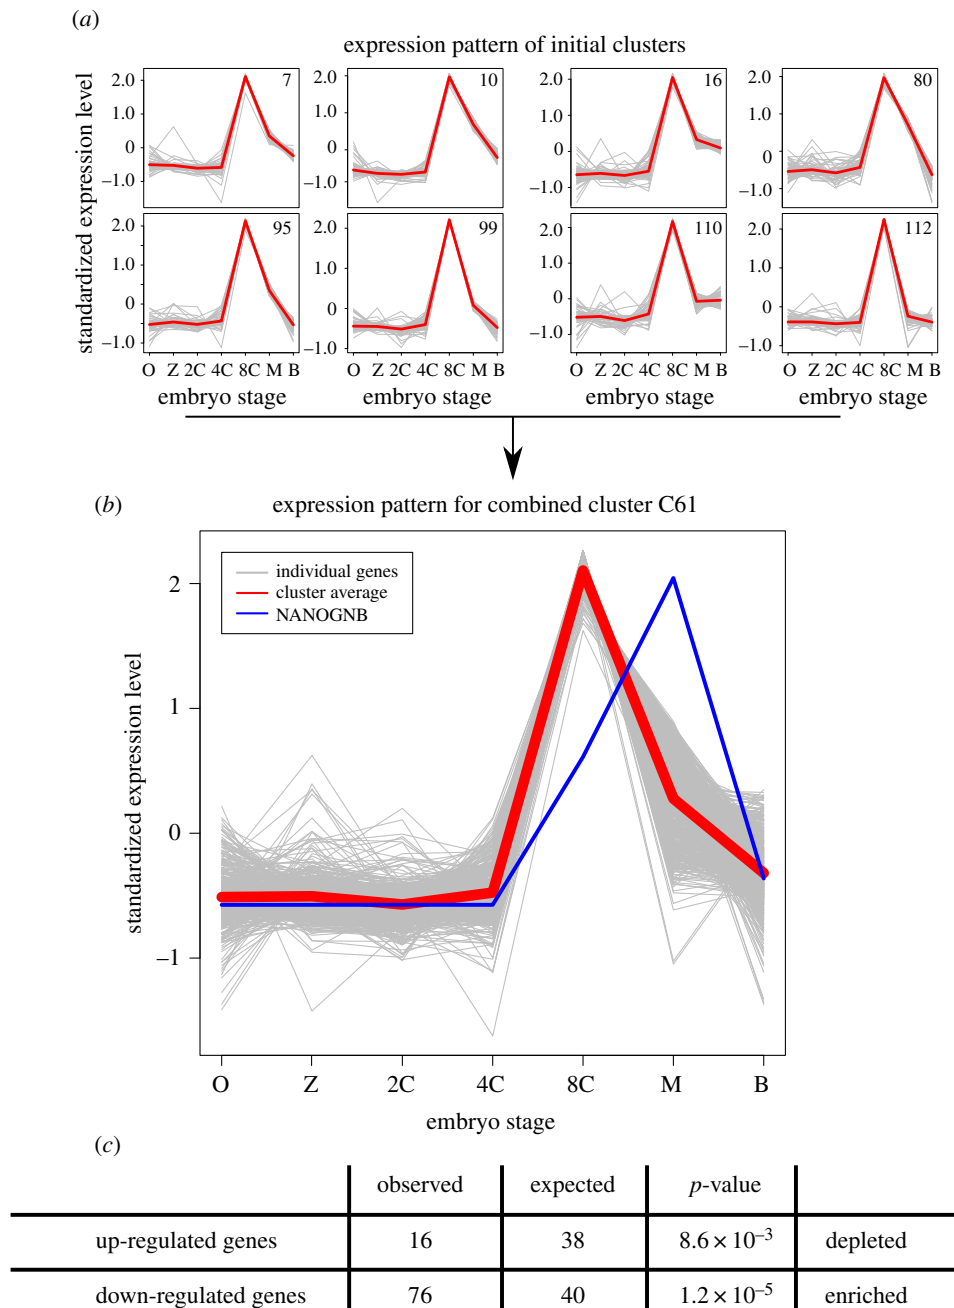 (a)
expression pattern of initial clusters
standardized expression level
2.0
1.0
0
−1.0
7
2.0
1.0
0
−1.0
10
2.0
1.0
0
−1.0
16
2.0
1.0
0
−1.0
80
2.0
1.0
0
−1.0
95
2.0
1.0
0
−1.0
99
2.0
1.0
0
−1.0
110
2.0
1.0
0
−1.0
112
O Z 2C 4C 8C M B
O Z 2C 4C 8C M B
O Z 2C 4C 8C M B
O Z 2C 4C 8C M B
embryo stage
embryo stage
embryo stage
embryo stage
(b)
expression pattern for combined cluster C61
individual genes
cluster average
NANOGNB
standardized expression level
2
1
0
−1
O Z 2C 4C 8C M B
embryo stage
(c)
observed expected p-value
up-regulated genes 16 38 8.6 × 10⁻³ depleted
down-regulated genes 76 40 1.2 × 10⁻⁵ enriched